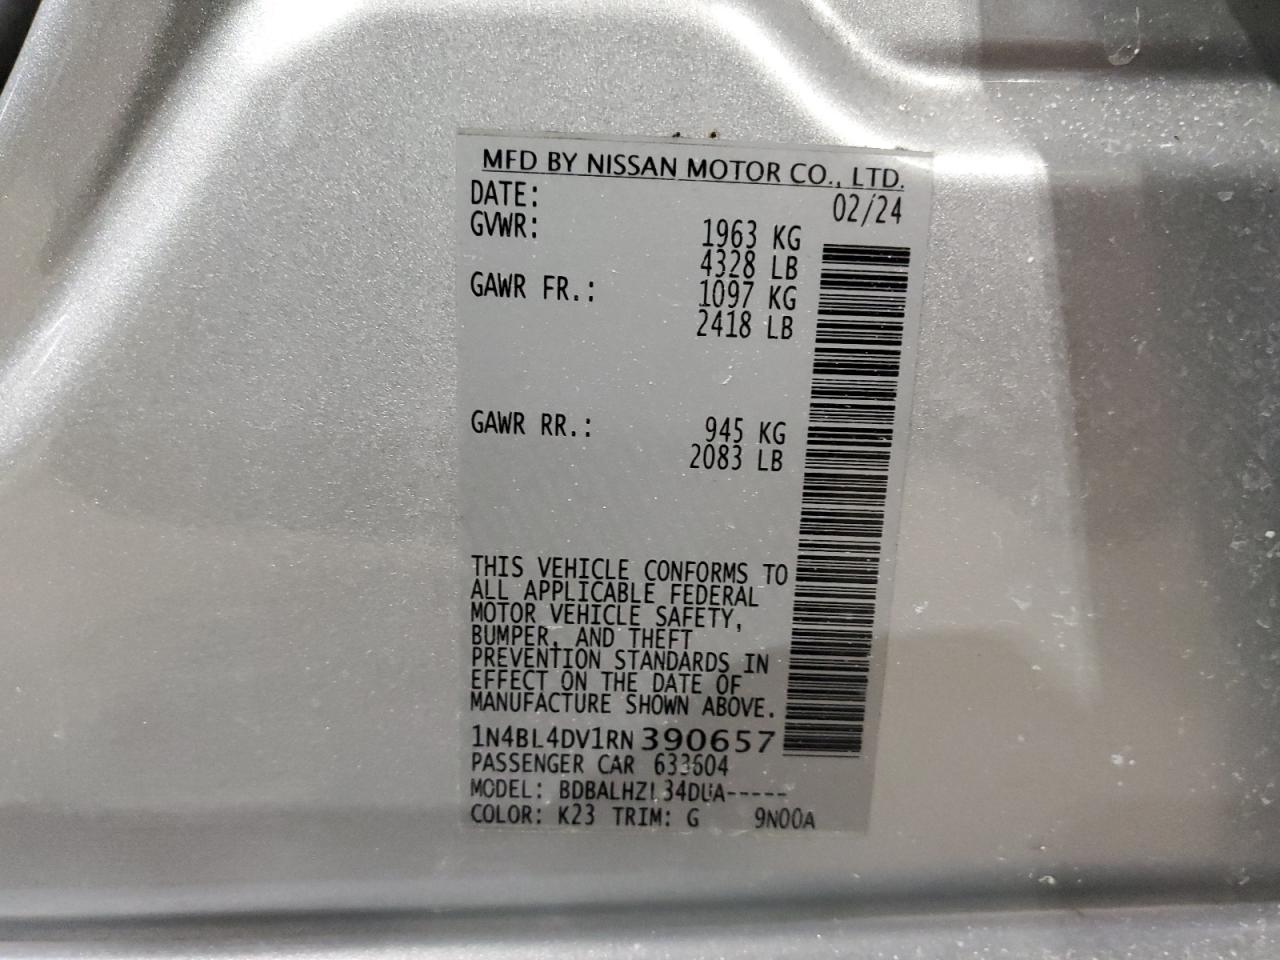 MFD BY NISSAN MOTOR CO., LTD.
DATE: 02/24
GVWR: 1963 KG
4328 LB
GAWR FR.: 1097 KG
2418 LB
GAWR RR.: 945 KG
2083 LB
THIS VEHICLE CONFORMS TO
ALL APPLICABLE FEDERAL
MOTOR VEHICLE SAFETY,
BUMPER, AND THEFT
PREVENTION STANDARDS IN
EFFECT ON THE DATE OF
MANUFACTURE SHOWN ABOVE.
1N4BL4DV1RN390657
PASSENGER CAR 633604
MODEL:
COLOR: K23 TRIM: G 9N00A